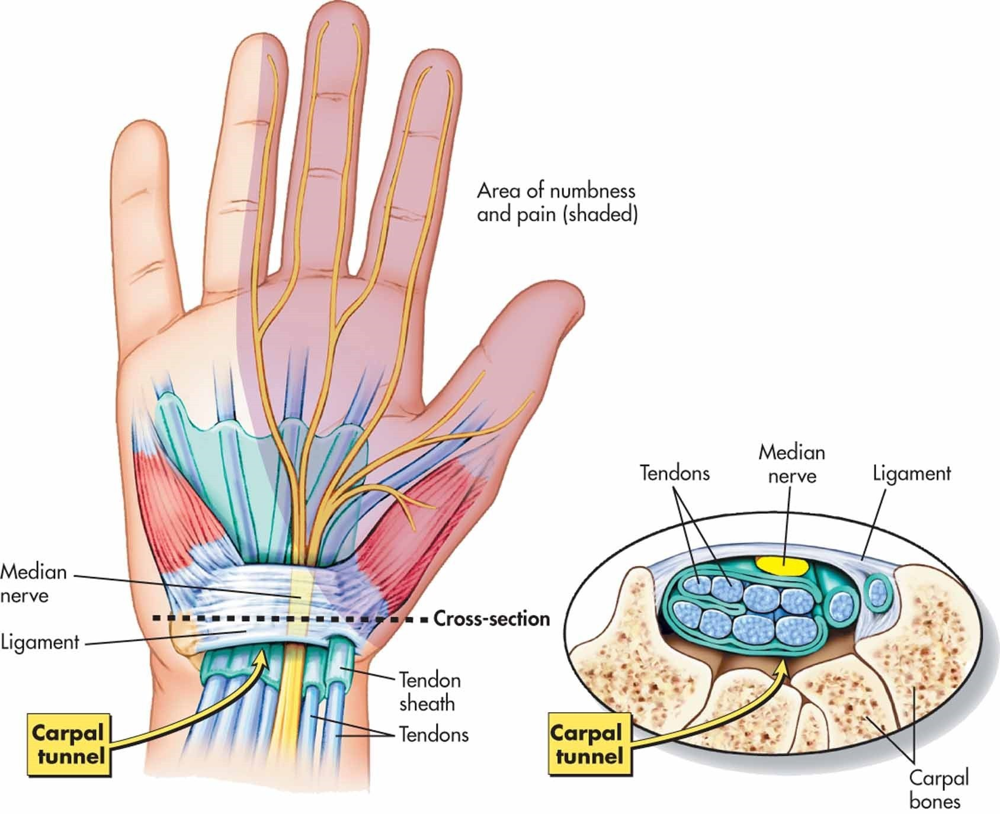 Area of numbness
and pain (shaded)
Median
nerve
Cross-section
Ligament
Tendon
sheath
Tendons
Carpal
tunnel
Tendons
Median
nerve
Ligament
Carpal
tunnel
Carpal
bones